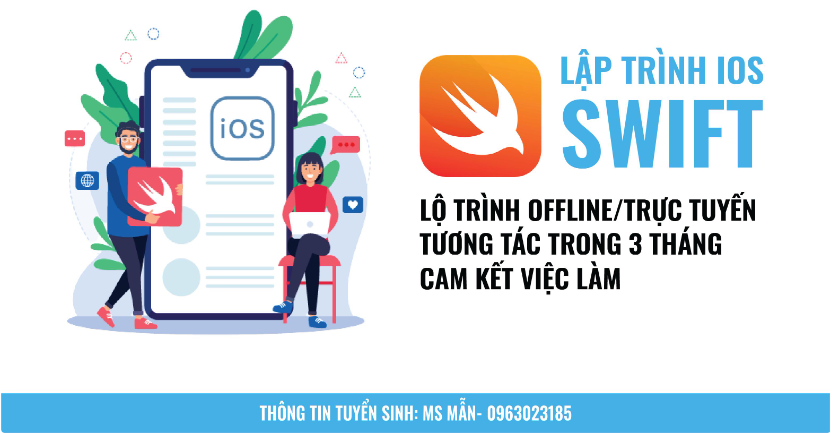 iOS
LẬP TRÌNH IOS
SWIFT
LỘ TRÌNH OFFLINE/TRỰC TUYẾN
TƯƠNG TÁC TRONG 3 THÁNG
CAM KẾT VIỆC LÀM
THÔNG TIN TUYỂN SINH: MS MẪN- 0963023185